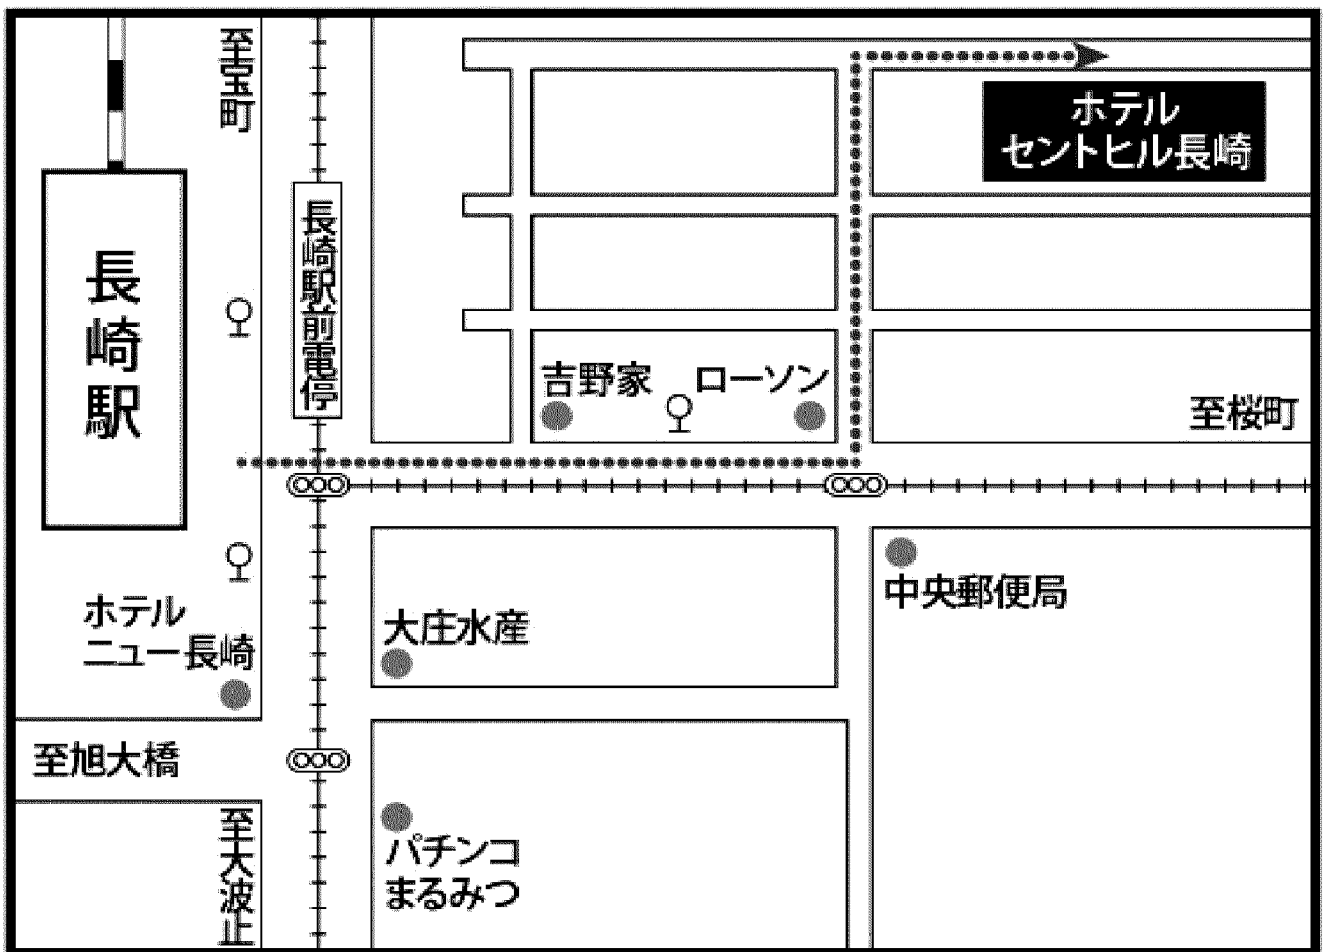 至宝町
ホテル
セントヒル長崎
長崎駅
長崎駅前電停
吉野家
ローソン
至桜町
中央郵便局
ホテル
ニュー長崎
大庄水産
至旭大橋
至大波止
パチンコ
まるみつ